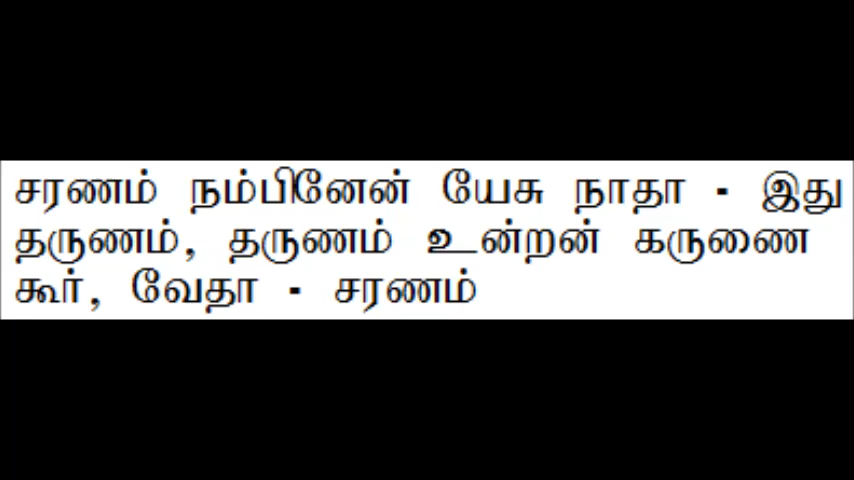 சரணம் நம்பினேன் யேசு நாதா - இது
தருணம், தருணம் உன்றன் கருணை
கூர், வேதா - சரணம்